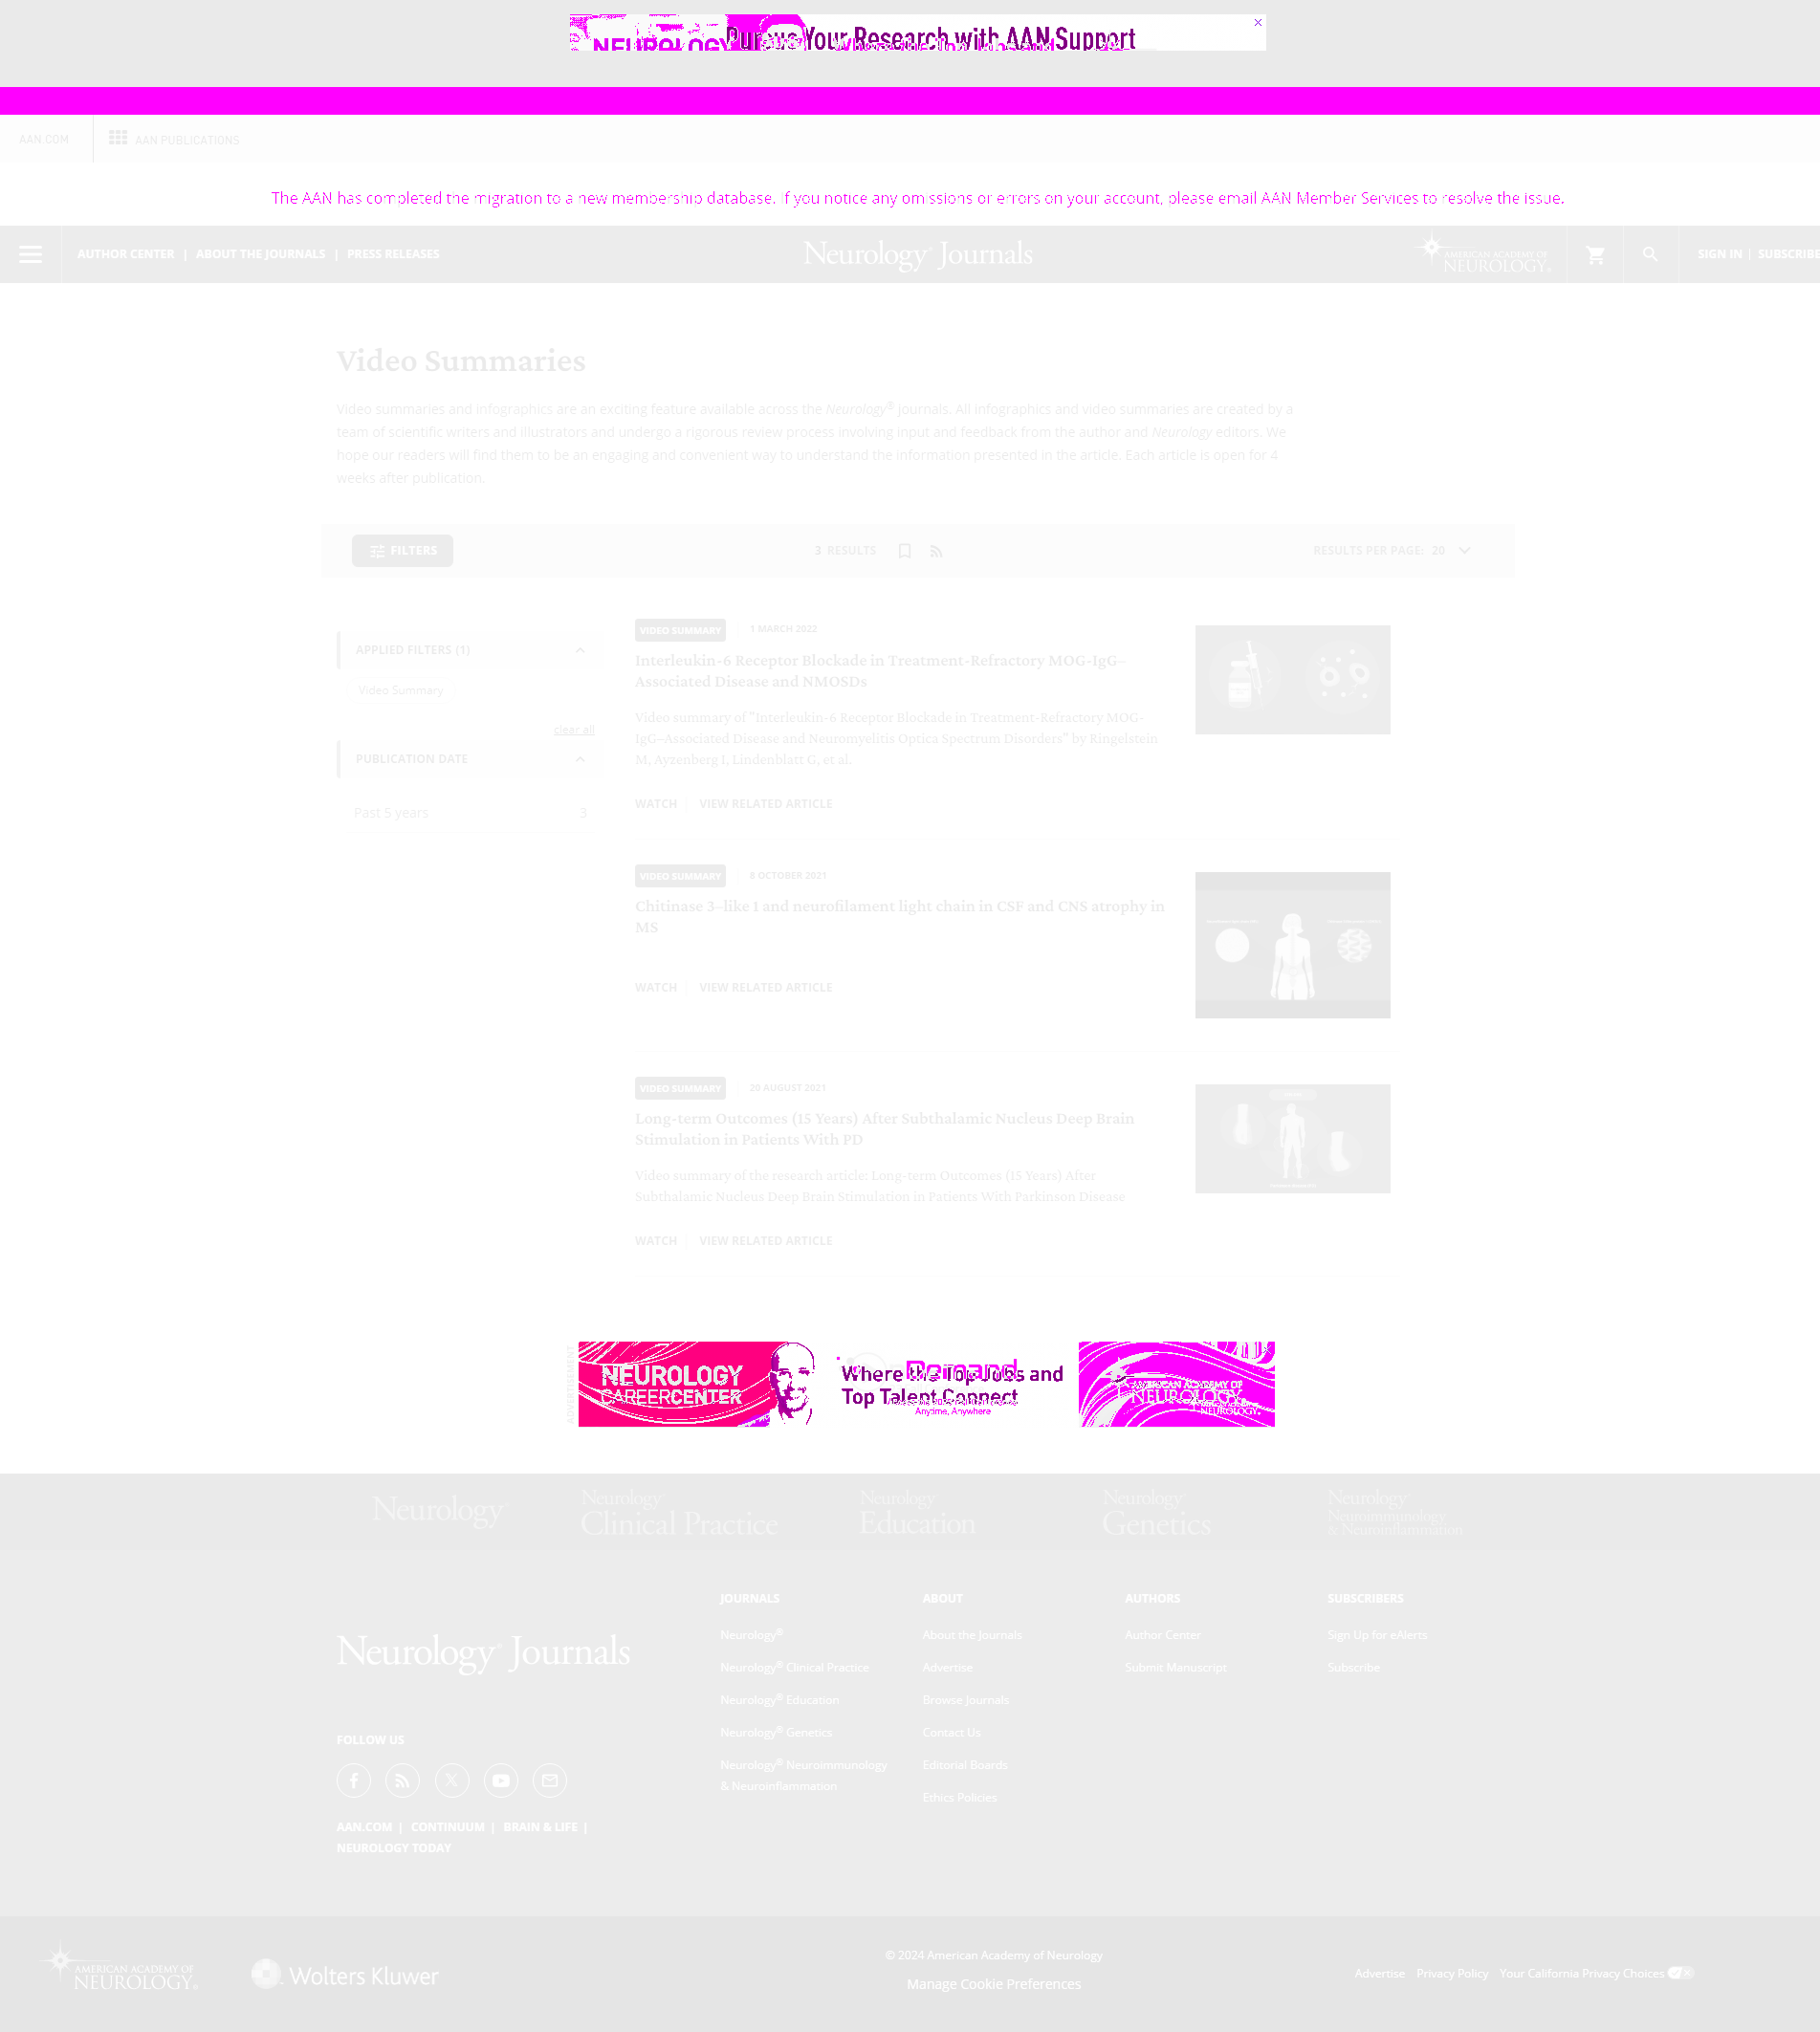 Pursue Your Research with AAN Support
NEUROLOGY
AAN.COM
AAN PUBLICATIONS
The AAN has completed the migration to a new membership database. If you notice any omissions or errors on your account, please email AAN Member Services to resolve the issue.
AUTHOR CENTER | ABOUT THE JOURNALS | PRESS RELEASES
Neurology Journals
AMERICAN ACADEMY OF
NEUROLOGY®
SIGN IN | SUBSCRIBE
Video Summaries
Video summaries and infographics are an exciting feature available across the Neurology® Journals. All infographics and video summaries are created by a
team of scientific writers and illustrators and undergo a rigorous review process involving input and feedback from the author and Neurology editors. We
hope our readers will find them to be an engaging and convenient way to understand the information presented in the article. Each article is open for 4
weeks after publication.
FILTERS
3 RESULTS
RESULTS PER PAGE: 20
APPLIED FILTERS (1)
Video Summary
clear all
PUBLICATION DATE
Past 5 years 3
VIDEO SUMMARY 1 MARCH 2022
Interleukin-6 Receptor Blockade in Treatment-Refractory MOG-IgG–
Associated Disease and NMOSDs
Video summary of "Interleukin-6 Receptor Blockade in Treatment-Refractory MOG-
IgG–Associated Disease and Neuromyelitis Optica Spectrum Disorders" by Ringelstein
M, Ayzenberg I, Lindenblatt G, et al.
WATCH VIEW RELATED ARTICLE
VIDEO SUMMARY 8 OCTOBER 2021
Chitinase 3–like 1 and neurofilament light chain in CSF and CNS atrophy in
MS
WATCH VIEW RELATED ARTICLE
VIDEO SUMMARY 20 AUGUST 2021
Long-term Outcomes (15 Years) After Subthalamic Nucleus Deep Brain
Stimulation in Patients With PD
Video summary of the research article: Long-term Outcomes (15 Years) After
Subthalamic Nucleus Deep Brain Stimulation in Patients With Parkinson Disease
WATCH VIEW RELATED ARTICLE
ADVERTISEMENT
NEUROLOGY
CAREERCENTER
Demand
Where the Top Jobs and
Top Talent Connect
Anytime, Anywhere
AMERICAN ACADEMY OF
NEUROLOGY.
NEUROLOGY.
Neurology
Neurology
Clinical Practice
Neurology
Education
Neurology
Genetics
Neurology
Neuroimmunology
& Neuroinflammation
Neurology Journals
FOLLOW US
AAN.COM | CONTINUUM | BRAIN & LIFE |
NEUROLOGY TODAY
JOURNALS
Neurology®
Neurology® Clinical Practice
Neurology® Education
Neurology® Genetics
Neurology® Neuroimmunology
& Neuroinflammation
ABOUT
About the Journals
Advertise
Browse Journals
Contact Us
Editorial Boards
Ethics Policies
AUTHORS
Author Center
Submit Manuscript
SUBSCRIBERS
Sign Up for eAlerts
Subscribe
AMERICAN ACADEMY OF
NEUROLOGY®
Wolters Kluwer
© 2024 American Academy of Neurology
Manage Cookie Preferences
Advertise Privacy Policy Your California Privacy Choices